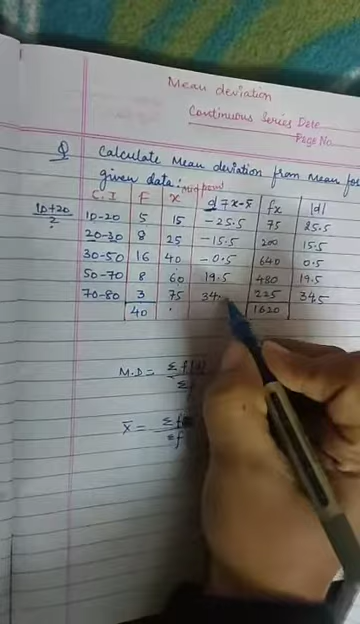 Mean deviation
Continuous Series Date
Page No
Q Calculate Mean deviation from Mean for
given data:
C.I F X Mid point d = x - 5 fx |d|
10+20
2
10-20 5 15 -25.5 75 25.5
20-30 8 25 -15.5 200 15.5
30-50 16 40 -0.5 640 0.5
50-70 8 60 19.5 480 19.5
70-80 3 75 34. 225 345
40 1620
M.D = Σ f|d|
Σ
X̄ = Σ f
Σf